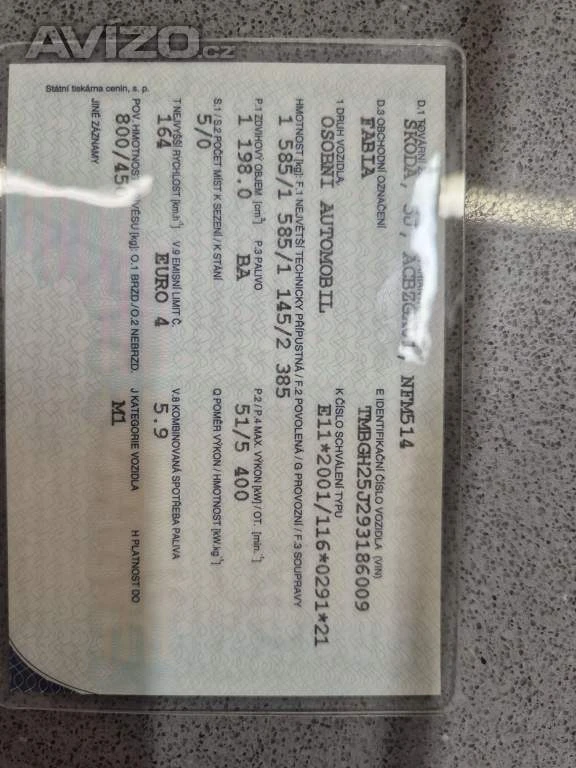 AVÍZO.cz
Státní tiskárna cenin, s. p.
D.1 TOVÁRNÍ
ŠKODA, 5J, NFM514
D.3 OBCHODNÍ OZNAČENÍ E IDENTIFIKAČNÍ ČÍSLO VOZIDLA (VIN)
FABIA TMBGH25J293186009
1 DRUH VOZIDLA K ČÍSLO SCHVÁLENÍ TYPU
OSOBNÍ AUTOMOBIL E11*2001/116*0291*21
HMOTNOST [kg]: F.1 NEJVĚTŠÍ TECHNICKY PŘÍPUSTNÁ / F.2 POVOLENÁ / G PROVOZNÍ / F.3 SOUPRAVY
1 585/1 585/1 145/2 385
P.1 ZDVIHOVÝ OBJEM [cm³] P.3 PALIVO P.2 / P.4 MAX. VÝKON [kW] / OT. [min.⁻¹]
1 198.0 BA 51/5 400
S.1 / S.2 POČET MÍST K SEZENÍ / K STÁNÍ Q POMĚR VÝKON / HMOTNOST [kW.kg⁻¹]
5/0
T NEJVYŠŠÍ RYCHLOST [km.h⁻¹] V.9 EMISNÍ LIMIT Č. V.8 KOMBINOVANÁ SPOTŘEBA PALIVA
164 EURO 4 5.9
POV. HMOTNOST PŘÍVĚSU [kg]: O.1 BRZD. / O.2 NEBRZD. J KATEGORIE VOZIDLA H PLATNOST DO
800/45 M1
JINÉ ZÁZNAMY